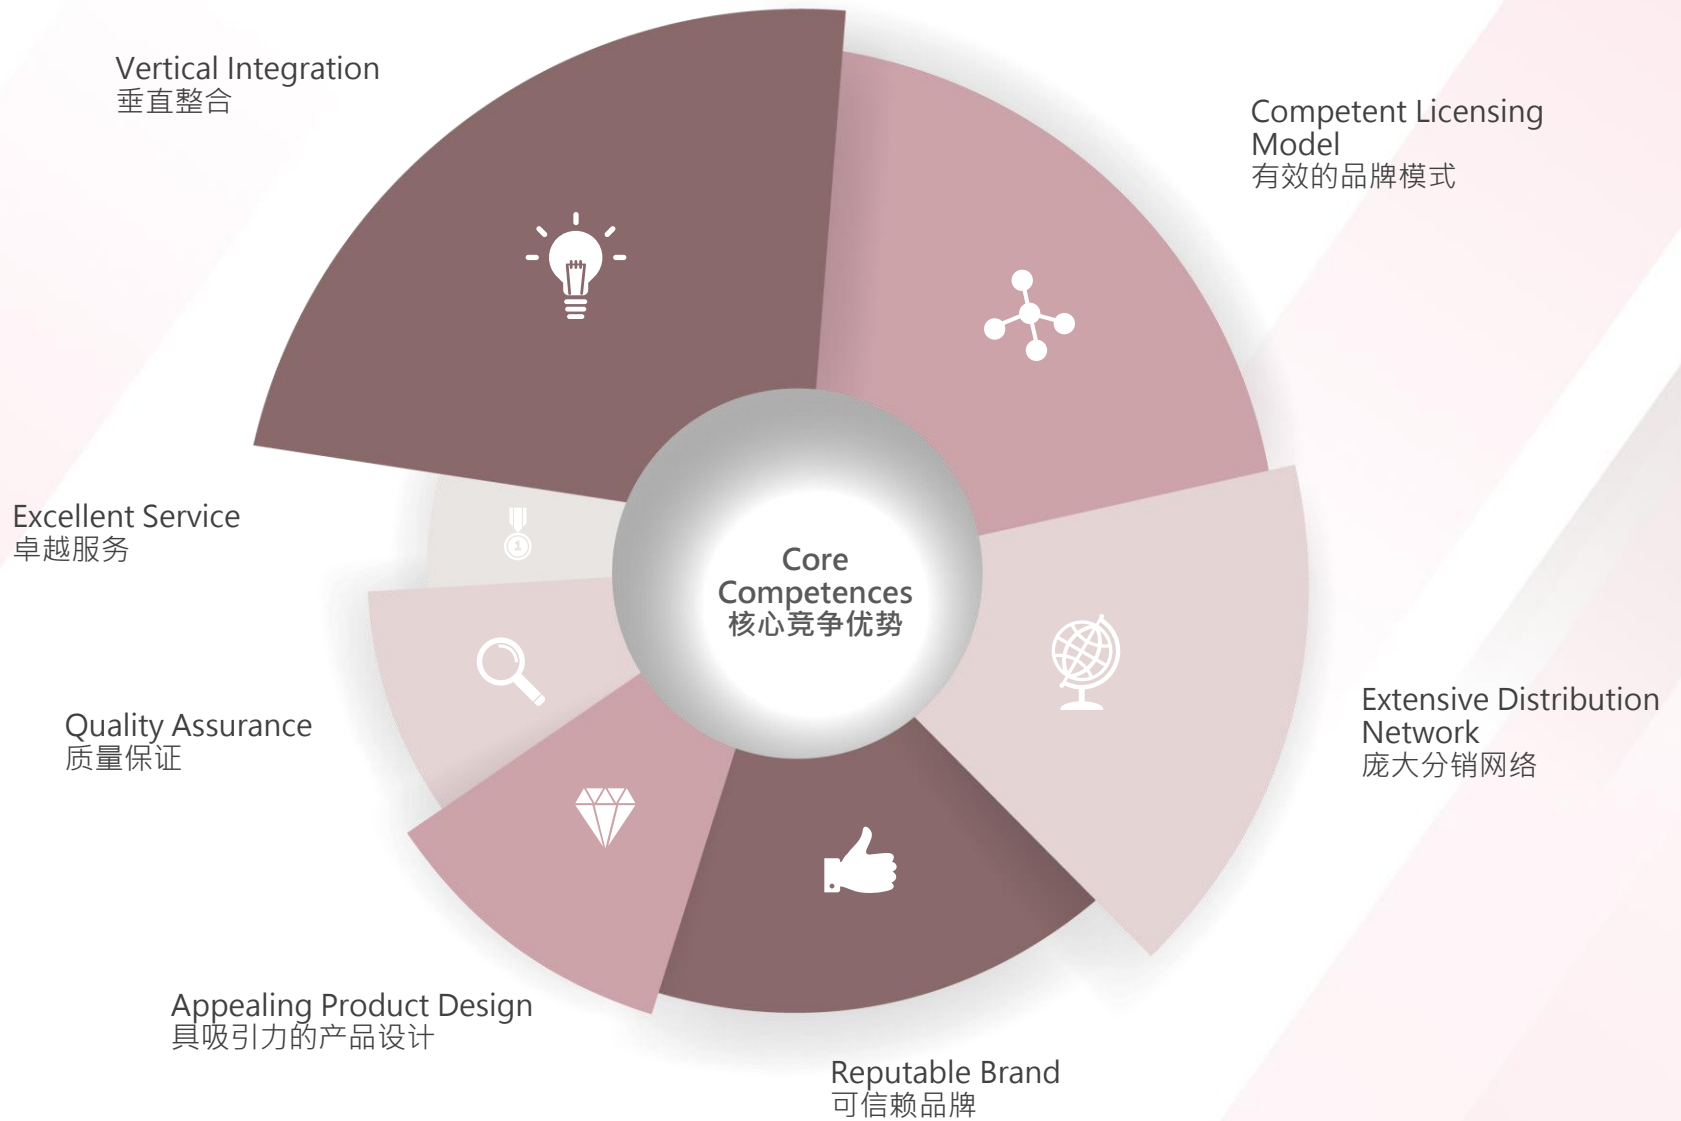 Vertical Integration
垂直整合
Competent Licensing
Model
有效的品牌模式
Excellent Service
卓越服务
1
Core
Competences
核心竞争优势
Extensive Distribution
Network
庞大分销网络
Quality Assurance
质量保证
Appealing Product Design
具吸引力的产品设计
Reputable Brand
可信赖品牌